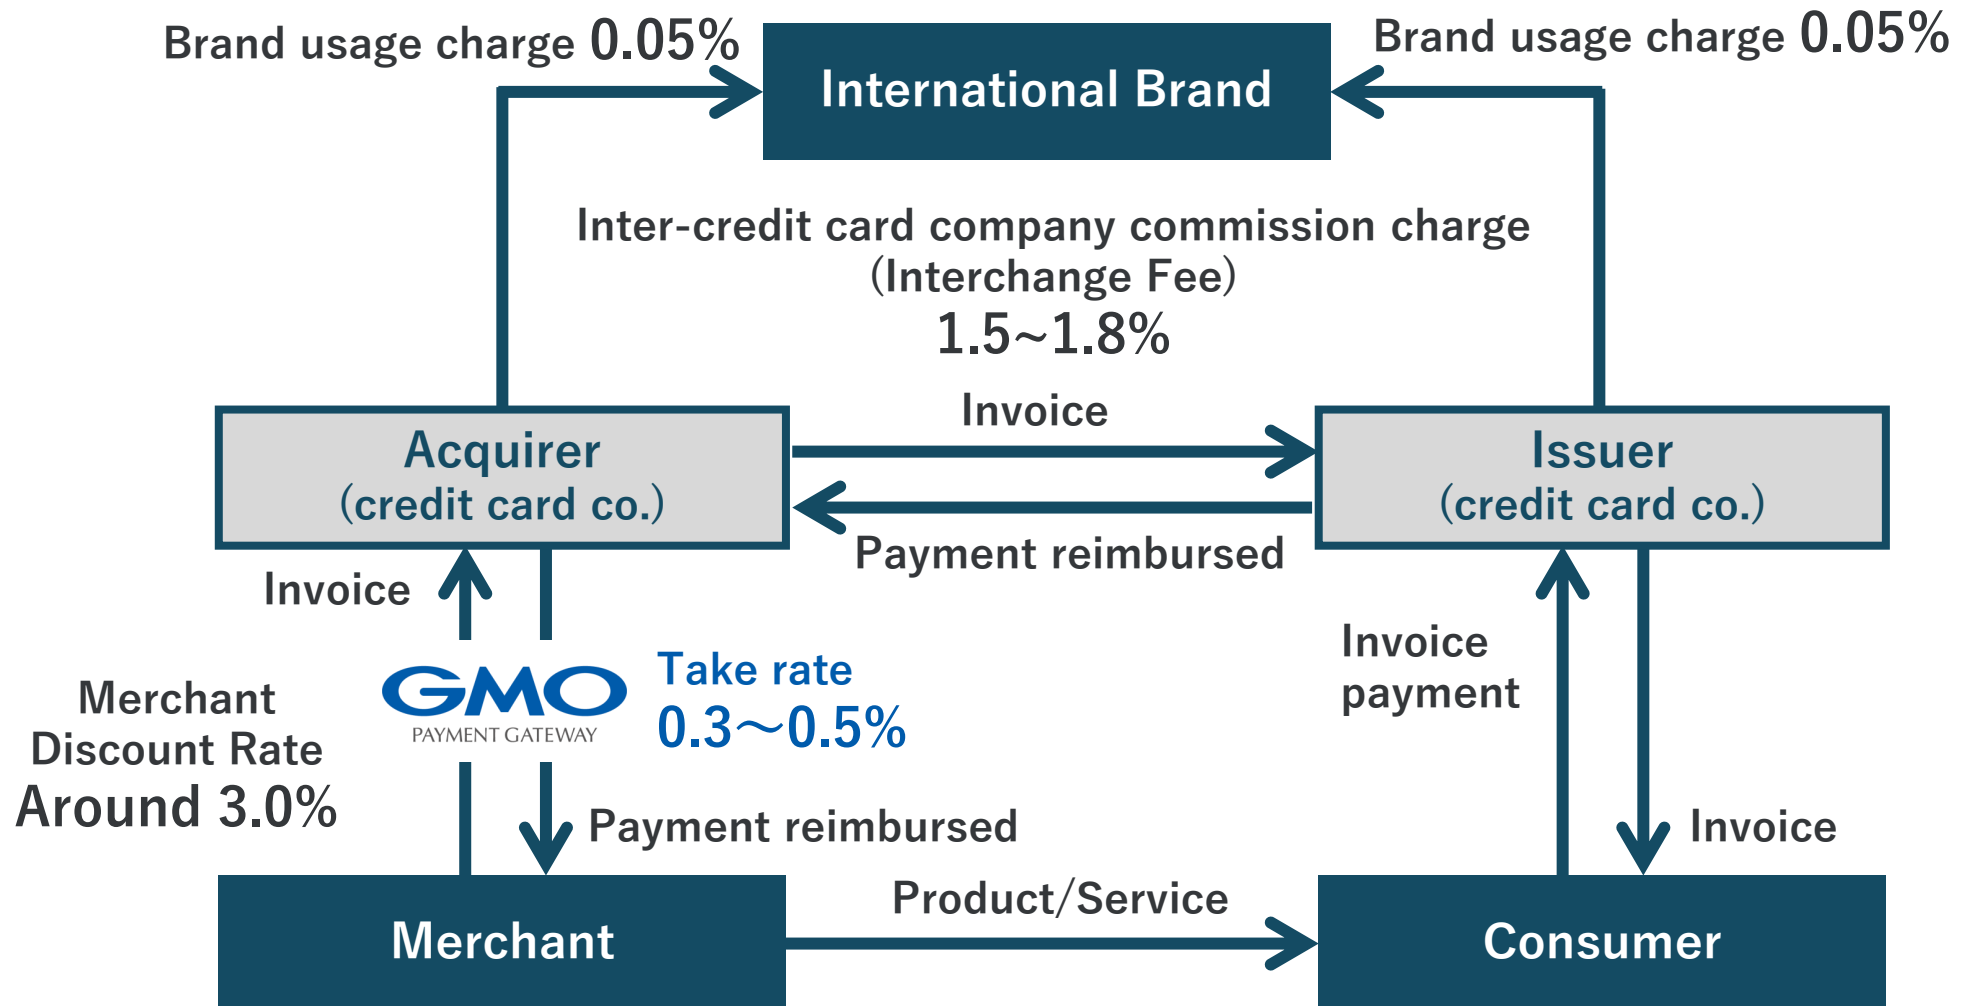 Brand usage charge 0.05%
Brand usage charge 0.05%
International Brand
Inter-credit card company commission charge
(Interchange Fee)
1.5~1.8%
Invoice
Acquirer
(credit card co.)
Issuer
(credit card co.)
Payment reimbursed
Invoice
Invoice
payment
Take rate
0.3～0.5%
GMO
PAYMENT GATEWAY
Merchant
Discount Rate
Around 3.0%
Payment reimbursed
Invoice
Product/Service
Merchant
Consumer